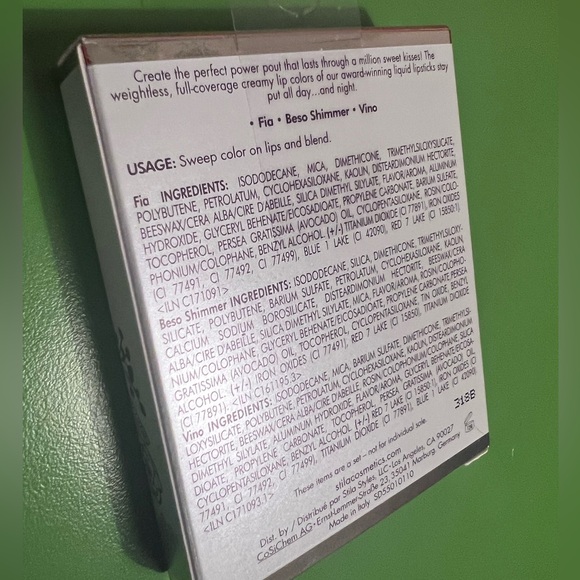 Create the perfect power pout that lasts through a million sweet kisses! The
weightless, full-coverage creamy lip colors of our award-winning liquid lipsticks stay
put all day...and night.
• Fia • Beso Shimmer • Vino
USAGE: Sweep color on lips and blend.
Fia INGREDIENTS: ISODODECANE, MICA, DIMETHICONE, TRIMETHYLSILOXYSILICATE,
POLYBUTENE, PETROLATUM, CYCLOHEXASILOXANE, KAOLIN, DISTEARDIMONIUM HECTORITE,
BEESWAX/CERA ALBA/CIRE D'ABEILLE, SILICA DIMETHYL SILYLATE, FLAVOR/AROMA, ALUMINUM
HYDROXIDE, GLYCERYL BEHENATE/EICOSADIOATE, PROPYLENE CARBONATE, BARIUM SULFATE,
TOCOPHEROL, PERSEA GRATISSIMA (AVOCADO) OIL, CYCLOPENTASILOXANE, ROSIN/COLO-
PHONIUM/COLOPHANE, BENZYL ALCOHOL (+/-) TITANIUM DIOXIDE (CI 77891), IRON OXIDES
(CI 77491, CI 77492, CI 77499), BLUE 1 LAKE (CI 42090), RED 7 LAKE (CI 15850:1)
<ILN C171091>
Beso Shimmer INGREDIENTS: ISODODECANE, SILICA, DIMETHICONE, TRIMETHYLSILOXY-
SILICATE, POLYBUTENE, BARIUM SULFATE, PETROLATUM, CYCLOHEXASILOXANE, KAOLIN,
CALCIUM SODIUM BOROSILICATE, DISTEARDIMONIUM HECTORITE, BEESWAX/CERA
ALBA/CIRE D'ABEILLE, SILICA DIMETHYL SILYLATE, MICA, FLAVOR/AROMA, ROSIN/COLOPHO-
NIUM/COLOPHANE, GLYCERYL BEHENATE/EICOSADIOATE, PROPYLENE CARBONATE PERSEA
GRATISSIMA (AVOCADO) OIL, TOCOPHEROL, CYCLOPENTASILOXANE, TIN OXIDE, BENZYL
ALCOHOL. (+/-) IRON OXIDES (CI 77491), RED 7 LAKE (CI 15850), TITANIUM DIOXIDE
(CI 77891). <ILN C161195.3>
Vino INGREDIENTS: ISODODECANE, MICA, BARIUM SULFATE, DIMETHICONE, TRIMETHYLSI-
LOXYSILICATE, POLYBUTENE, PETROLATUM, CYCLOHEXASILOXANE, KAOLIN, DISTEARDIMONIUM
HECTORITE, BEESWAX/CERA ALBA/CIRE D'ABEILLE, ROSIN/COLOPHONIUM/COLOPHANE, SILICA
DIMETHYL SILYLATE, ALUMINUM HYDROXIDE, FLAVOR/AROMA, GLYCERYL BEHENATE/EICOSA-
DIOATE, PROPYLENE CARBONATE, TOCOPHEROL, PERSEA GRATISSIMA (AVOCADO) OIL,
CYCLOPENTASILOXANE, BENZYL ALCOHOL (+/-) RED 7 LAKE (CI 15850:1), IRON OXIDES (CI
77491, CI 77492, CI 77499), TITANIUM DIOXIDE (CI 77891), BLUE 1 LAKE (CI 42090).
<ILN C171093.1>
318B
These items are a set – not for individual sale.
stilacosmetics.com
Dist. by / Distribué par Stila Styles, LLC · Los Angeles, CA 90027
CoSiChem AG · Ernst-Lemmer-Straße 23, 35041 Marburg, Germany
Made in Italy SD55010110